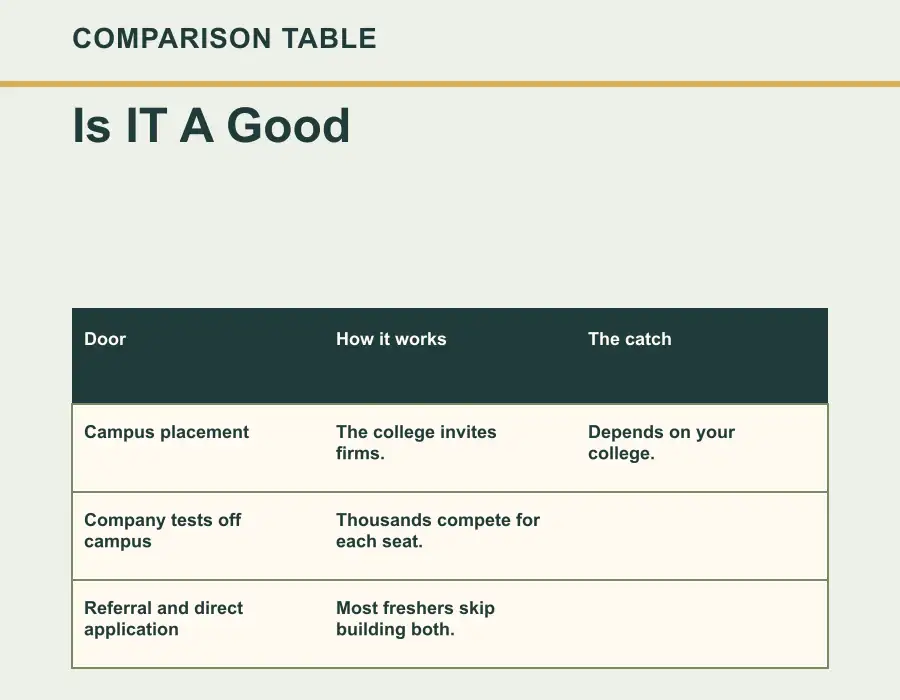 COMPARISON TABLE
Is IT A Good
Door
How it works
The catch
Campus placement
The college invites
firms.
Depends on your
college.
Company tests off
campus
Thousands compete for
each seat.
Referral and direct
application
Most freshers skip
building both.